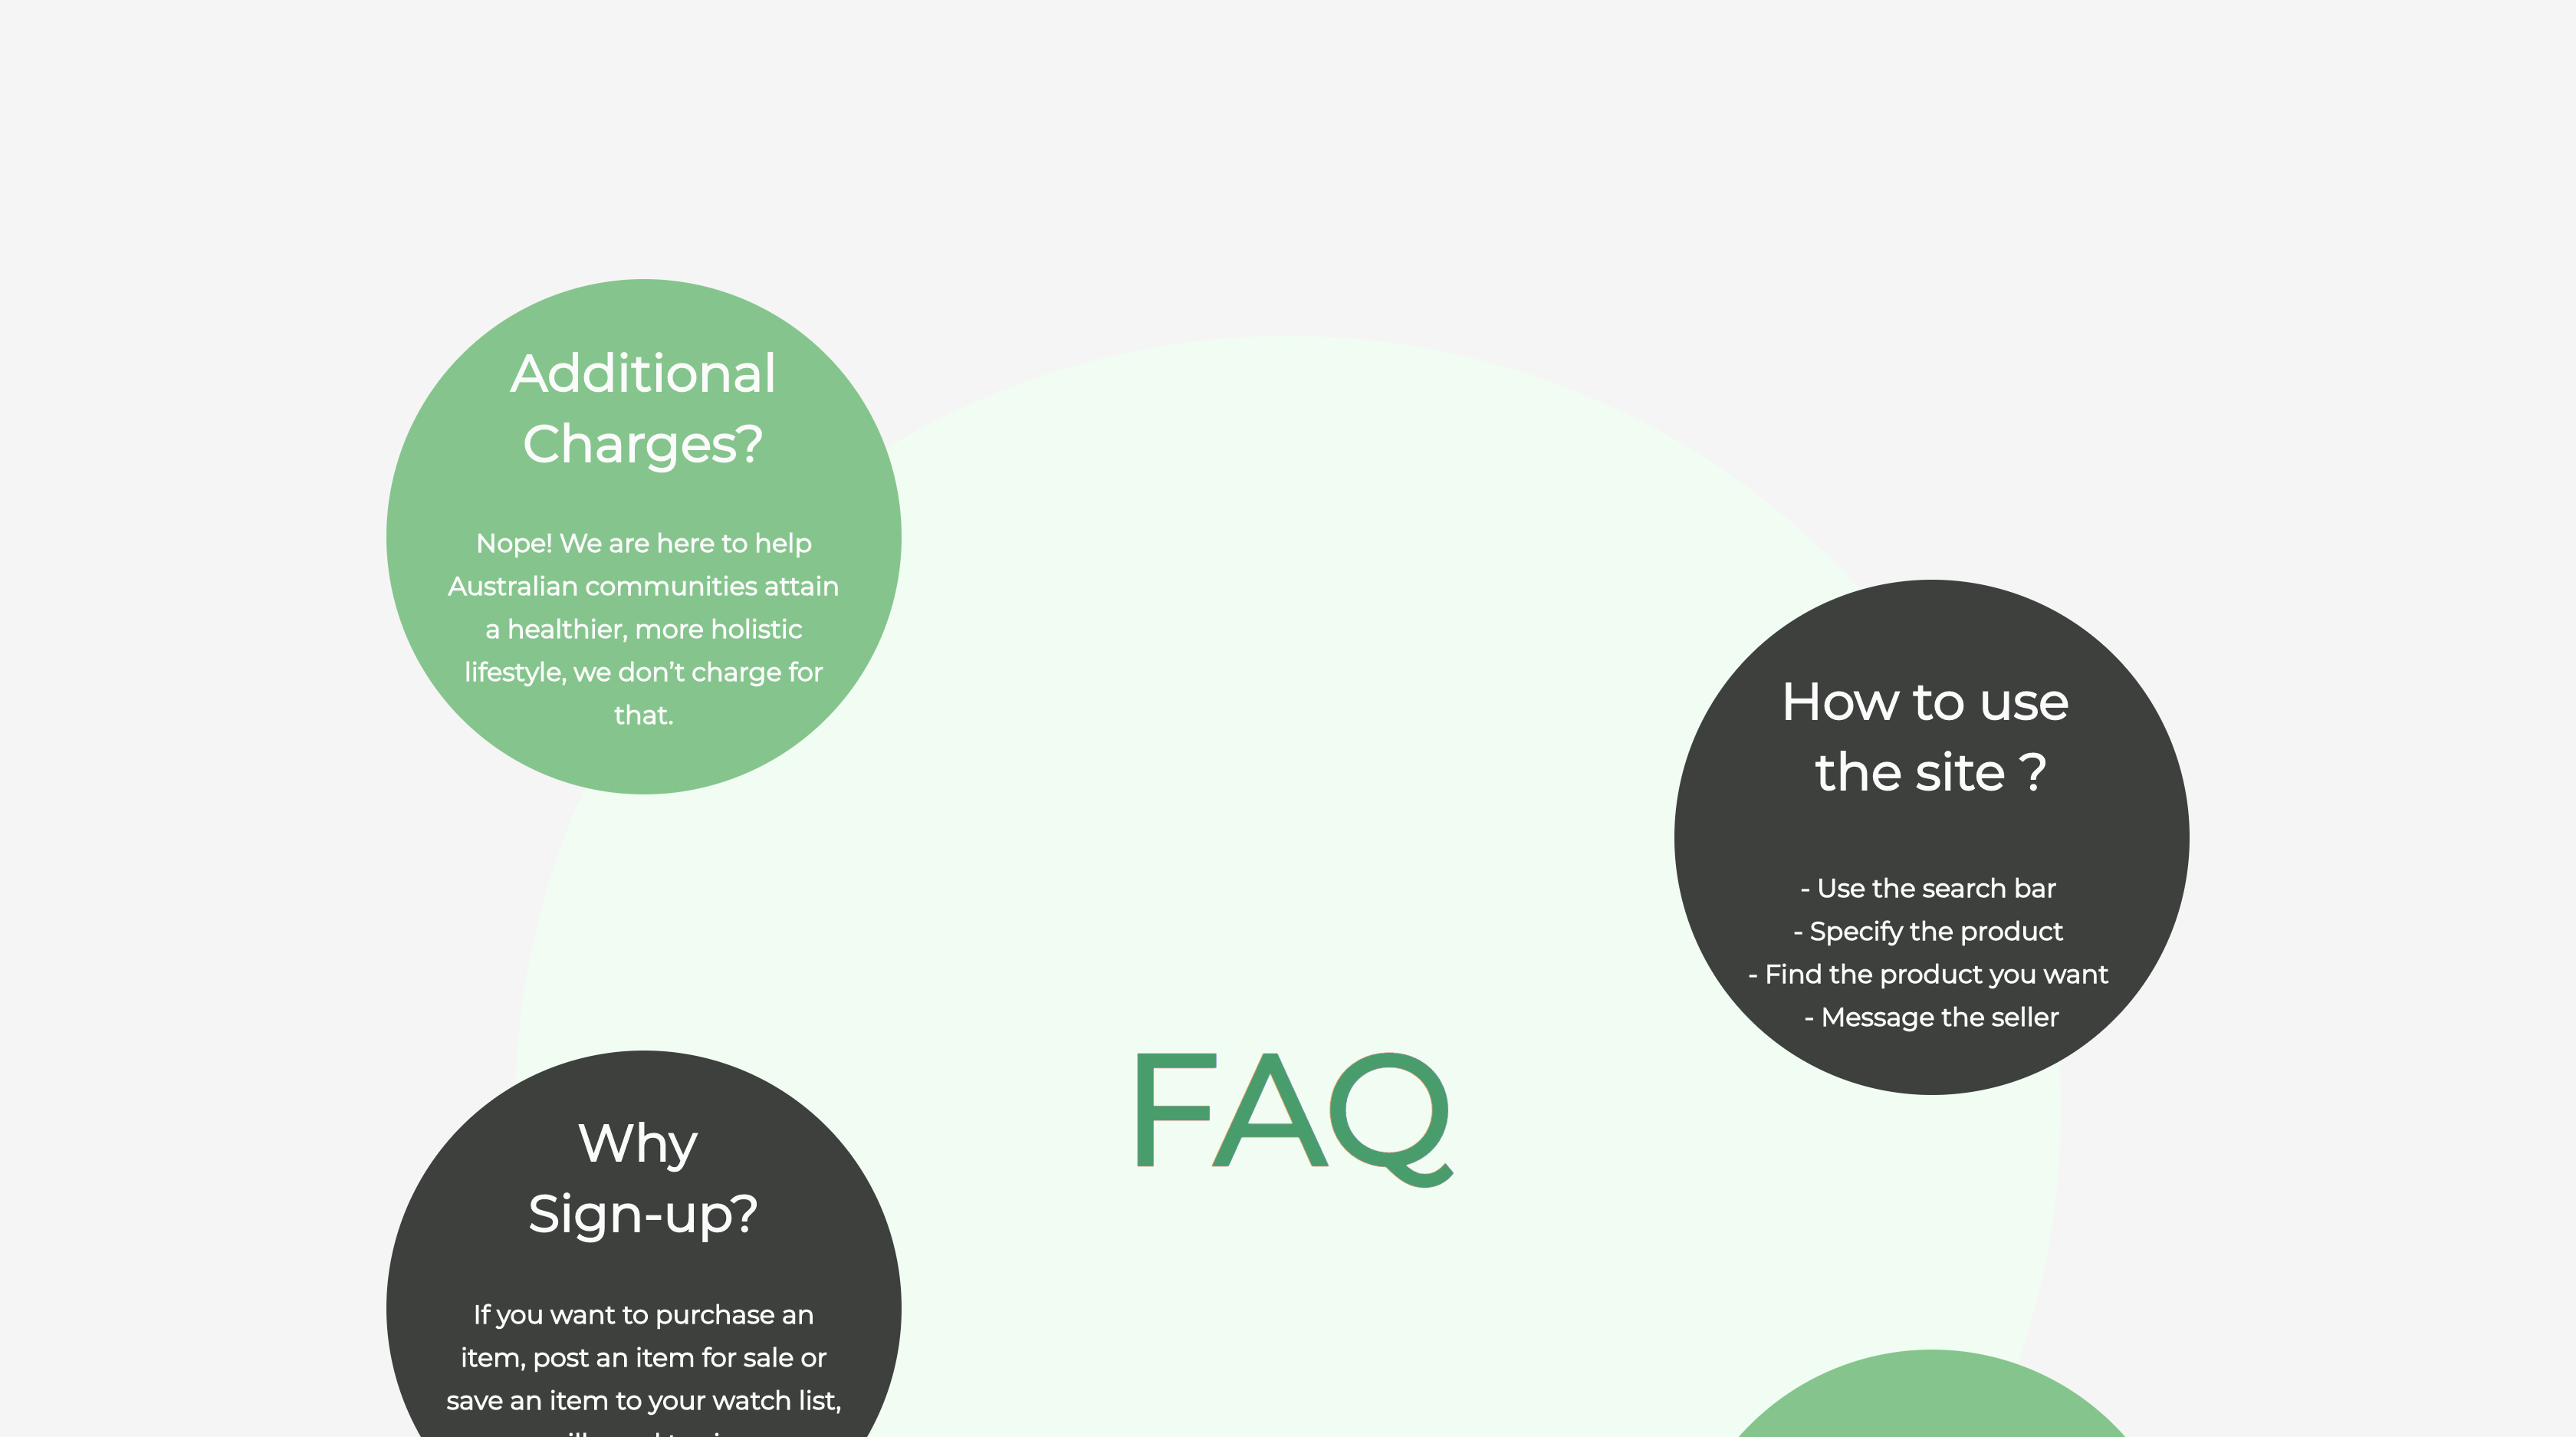 Additional
Charges?
Nope! We are here to help
Australian communities attain
a healthier, more holistic
lifestyle, we don’t charge for
that.
How to use
the site ?
- Use the search bar
- Specify the product
- Find the product you want
- Message the seller
FAQ
Why
Sign-up?
If you want to purchase an
item, post an item for sale or
save an item to your watch list,